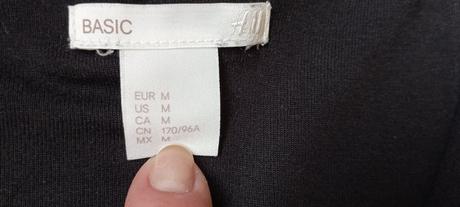 BASIC H&M
EUR M
US M
CA M
CN 170/96A
MX M